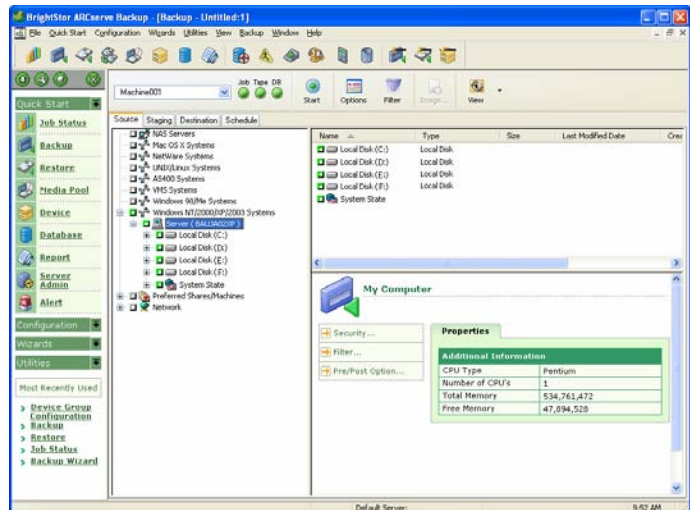 BrightStor ARCserve Backup - [Backup - Untitled:1]
File Quick Start Configuration Wizards Utilities View Backup Window Help
Quick Start
Job Status
Backup
Restore
Media Pool
Device
Database
Report
Server Admin
Alert
Configuration
Wizards
Utilities
Most Recently Used
Device Group Configuration
Backup
Restore
Job Status
Backup Wizard
Machine001
Job Tape DB
Start Options Filter Image... View
Source Staging Destination Schedule
NAS Servers
Mac OS X Systems
NetWare Systems
UNIX/Linux Systems
AS400 Systems
VMS Systems
Windows 98/Me Systems
Windows NT/2000/XP/2003 Systems
Local Disk (C:)
Local Disk (D:)
Local Disk (E:)
Local Disk (F:)
System State
Preferred Shares/Machines
Network
Name Type Size Last Modified Date
Local Disk (C:) Local Disk
Local Disk (D:) Local Disk
Local Disk (E:) Local Disk
Local Disk (F:) Local Disk
System State
My Computer
Security...
Filter...
Pre/Post Option...
Properties
Additional Information
CPU Type Pentium
Number of CPU's 1
Total Memory 534,761,472
Free Memory 47,894,528
Default Server:
9:52 AM